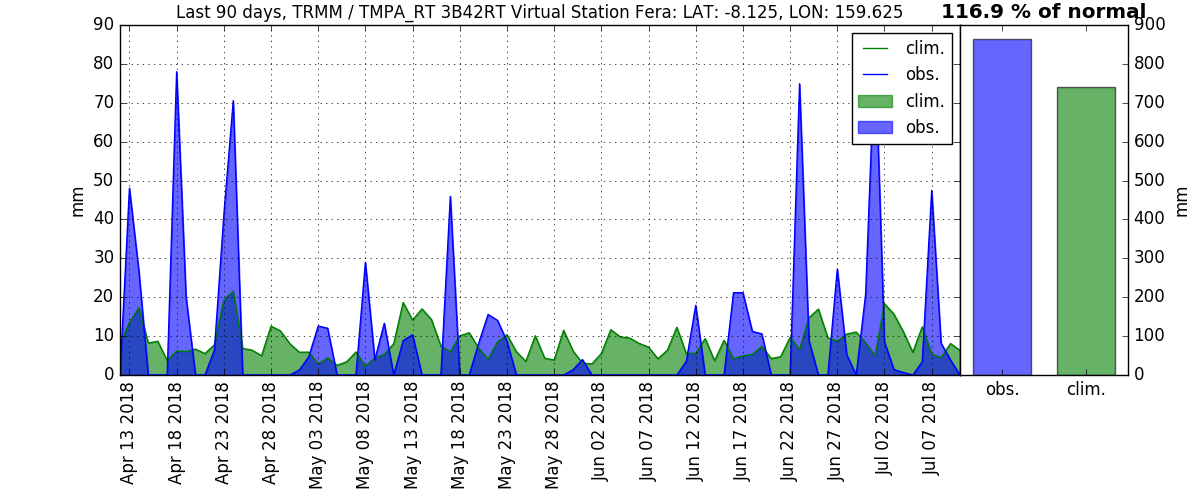 Last 90 days, TRMM / TMPA_RT 3B42RT Virtual Station Fera: LAT: -8.125, LON: 159.625
116.9 % of normal
90
80
70
60
50
40
30
20
10
0
mm
clim.
obs.
clim.
obs.
900
800
700
600
500
400
300
200
100
0
mm
Apr 13 2018
Apr 18 2018
Apr 23 2018
Apr 28 2018
May 03 2018
May 08 2018
May 13 2018
May 18 2018
May 23 2018
May 28 2018
Jun 02 2018
Jun 07 2018
Jun 12 2018
Jun 17 2018
Jun 22 2018
Jun 27 2018
Jul 02 2018
Jul 07 2018
obs.
clim.